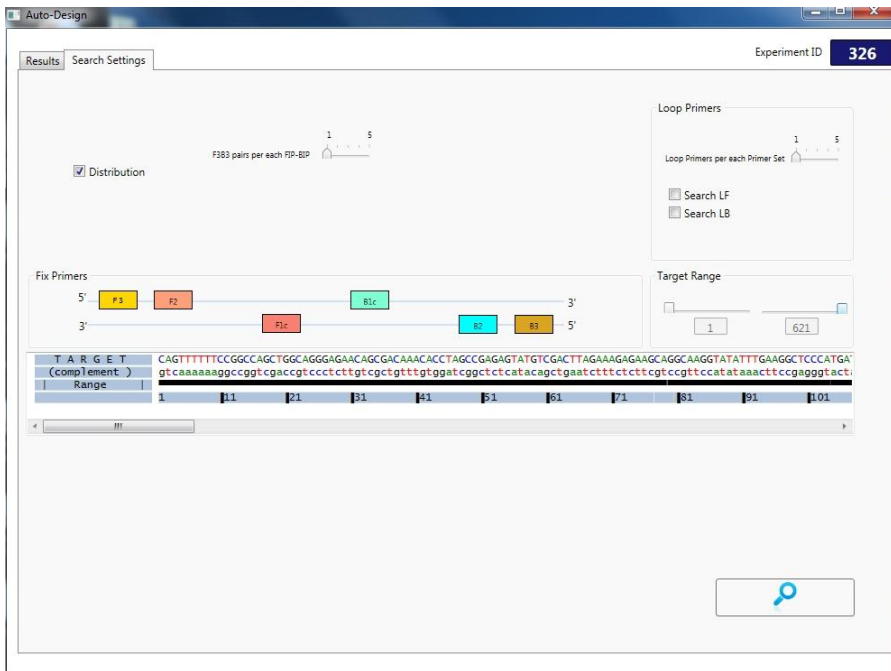 Auto-Design
Experiment ID 326
Results Search Settings
Loop Primers
1 5
F3B3 pairs per each FIP-BIP
Distribution
1 5
Loop Primers per each Primer Set
Search LF
Search LB
Fix Primers
5' F3 F2 B1c 3'
3' F1c B2 B3 5'
Target Range
1 621
TARGET CAGTTTTTTCCGGCCAGCTGGCAGGGAGAACAGCGACAAACACCTAGCCGAGAGTATGTCGACTTAGAAAGAGAAGCAGGCAAGGTATATTTGAAGGCTCCCATGAT
(complement ) gtcaaaaaaggccggtcgaccgtccctcttgtcgctgtttgtggatcggctctcatacagctgaatctttctcttcgtccgttccatataaacttccgagggtacta
| Range |
1 11 21 31 41 51 61 71 81 91 101